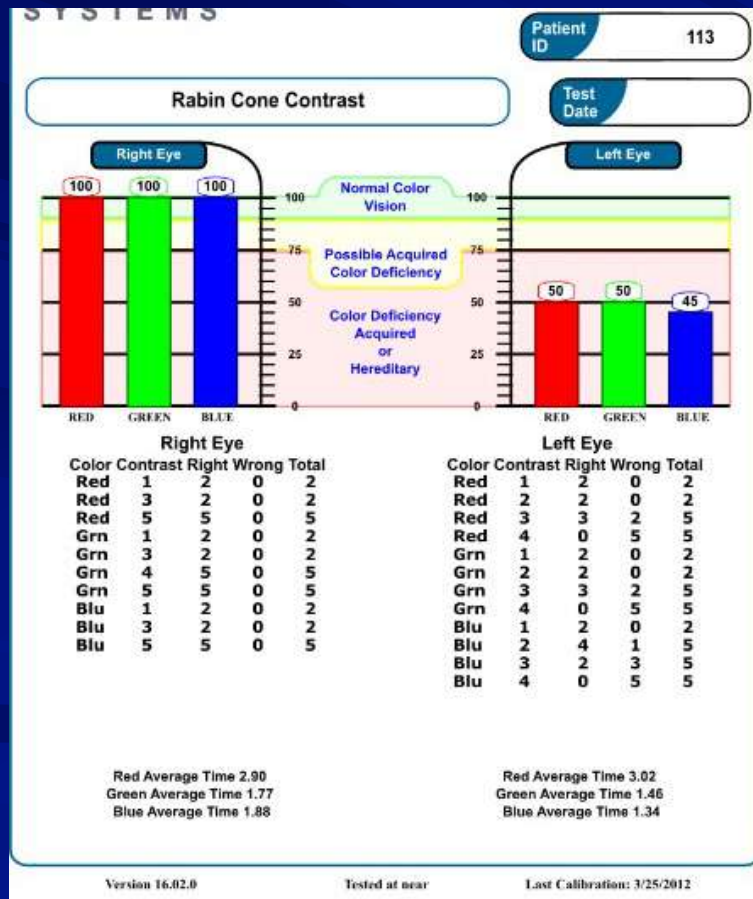 SYSTEMS
Patient ID
113
Rabin Cone Contrast
Test Date
Right Eye
Left Eye
100 100 100
100
75
50
25
0
Normal Color
Vision
Possible Acquired
Color Deficiency
Color Deficiency
Acquired
or
Hereditary
100
75
50
25
0
50 50 45
RED GREEN BLUE
RED GREEN BLUE
Right Eye
Color Contrast Right Wrong Total
Red 1 2 0 2
Red 3 2 0 2
Red 5 5 0 5
Grn 1 2 0 2
Grn 3 2 0 2
Grn 4 5 0 5
Grn 5 5 0 5
Blu 1 2 0 2
Blu 3 2 0 2
Blu 5 5 0 5
Left Eye
Color Contrast Right Wrong Total
Red 1 2 0 2
Red 2 2 0 2
Red 3 3 2 5
Red 4 0 5 5
Grn 1 2 0 2
Grn 2 2 0 2
Grn 3 3 2 5
Grn 4 0 5 5
Blu 1 2 0 2
Blu 2 4 1 5
Blu 3 2 3 5
Blu 4 0 5 5
Red Average Time 2.90
Green Average Time 1.77
Blue Average Time 1.88
Red Average Time 3.02
Green Average Time 1.46
Blue Average Time 1.34
Version 16.02.0
Tested at near
Last Calibration: 3/25/2012